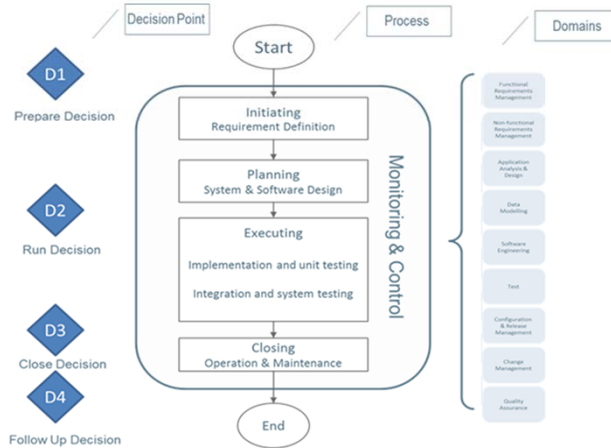 Decision Point
Process
Domains
D1
Prepare Decision
D2
Run Decision
D3
Close Decision
D4
Follow Up Decision
Start
Initiating
Requirement Definition
Planning
System & Software Design
Executing
Implementation and unit testing
Integration and system testing
Closing
Operation & Maintenance
End
Monitoring & Control
Functional
Requirements
Management
Non-functional
Requirements
Management
Application
Analysis &
Design
Data
Modelling
Software
Engineering
Test
Configuration
& Release
Management
Change
Management
Quality
Assurance